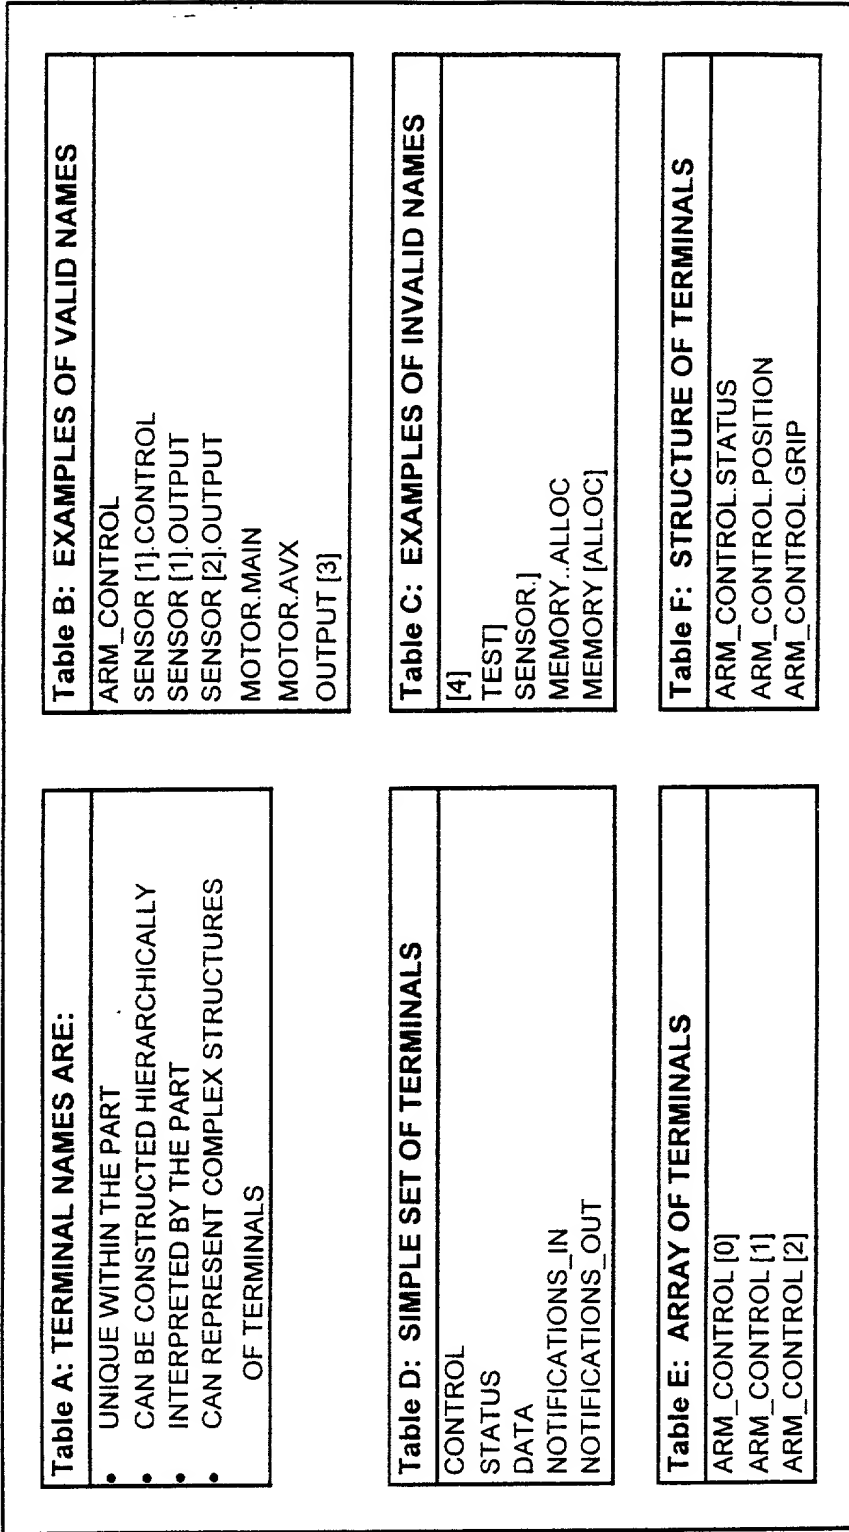 Table A: TERMINAL NAMES ARE:
• UNIQUE WITHIN THE PART
• CAN BE CONSTRUCTED HIERARCHICALLY
• INTERPRETED BY THE PART
• CAN REPRESENT COMPLEX STRUCTURES
OF TERMINALS
Table B: EXAMPLES OF VALID NAMES
ARM_CONTROL
SENSOR [1].CONTROL
SENSOR [1].OUTPUT
SENSOR [2].OUTPUT
MOTOR.MAIN
MOTOR.AVX
OUTPUT [3]
Table D: SIMPLE SET OF TERMINALS
CONTROL
STATUS
DATA
NOTIFICATIONS_IN
NOTIFICATIONS_OUT
Table C: EXAMPLES OF INVALID NAMES
[4]
TEST]
SENSOR.]
MEMORY..ALLOC
MEMORY [ALLOC]
Table E: ARRAY OF TERMINALS
ARM_CONTROL [0]
ARM_CONTROL [1]
ARM_CONTROL [2]
Table F: STRUCTURE OF TERMINALS
ARM_CONTROL.STATUS
ARM_CONTROL.POSITION
ARM_CONTROL.GRIP